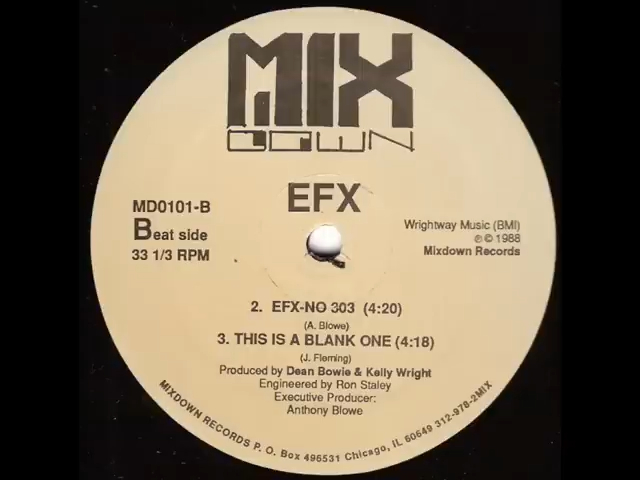 MIX
DOWN
EFX
MD0101-B
Beat side
33 1/3 RPM
Wrightway Music (BMI)
℗ © 1988
Mixdown Records
2. EFX-NO 303 (4:20)
(A. Blowe)
3. THIS IS A BLANK ONE (4:18)
(J. Fleming)
Produced by Dean Bowie & Kelly Wright
Engineered by Ron Staley
Executive Producer:
Anthony Blowe
MIXDOWN RECORDS P. O. Box 496531 Chicago, IL 60649 312-978-2MIX